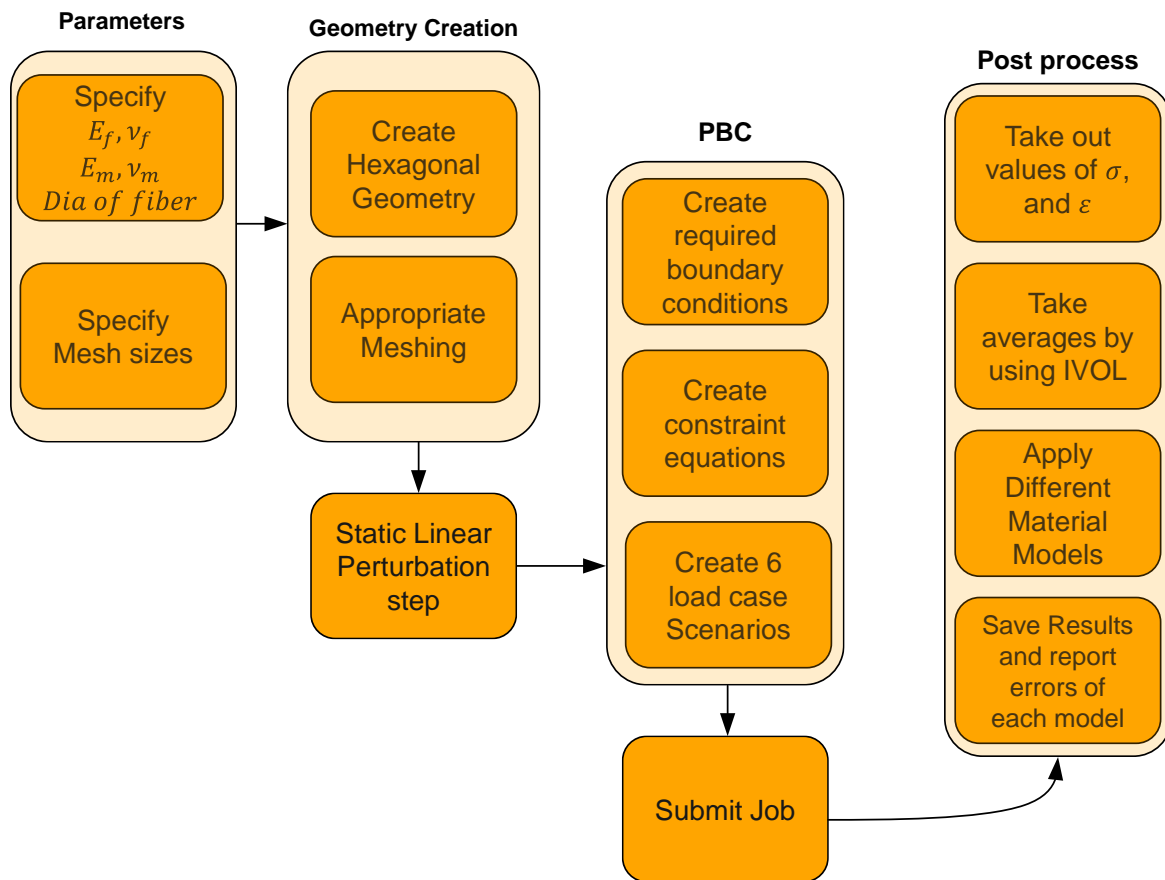 Parameters
Specify
E_f, ν_f
E_m, ν_m
Dia of fiber
Specify
Mesh sizes
Geometry Creation
Create
Hexagonal
Geometry
Appropriate
Meshing
Static Linear
Perturbation
step
PBC
Create
required
boundary
conditions
Create
constraint
equations
Create 6
load case
Scenarios
Submit Job
Post process
Take out
values of σ,
and ε
Take
averages by
using IVOL
Apply
Different
Material
Models
Save Results
and report
errors of
each model